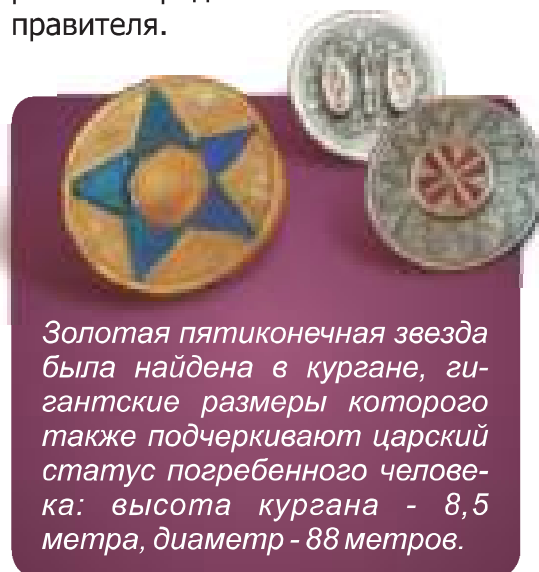 правителя.
Золотая пятиконечная звезда
была найдена в кургане, ги-
гантские размеры которого
также подчеркивают царский
статус погребенного челове-
ка: высота кургана - 8,5
метра, диаметр - 88 метров.